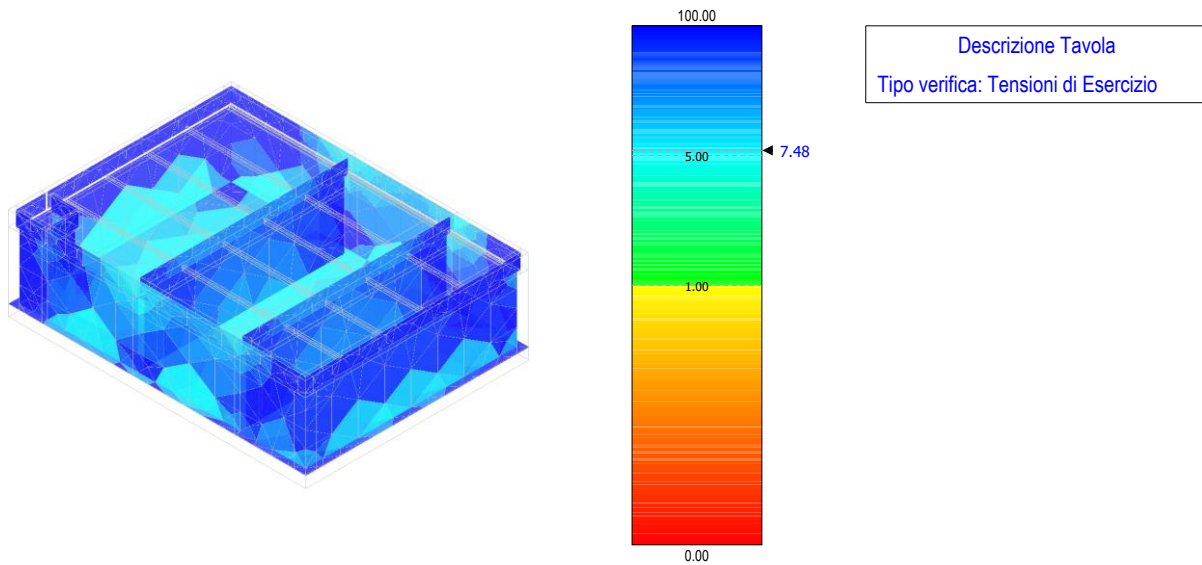 100.00
Descrizione Tavola
Tipo verifica: Tensioni di Esercizio
7.48
5.00
1.00
0.00